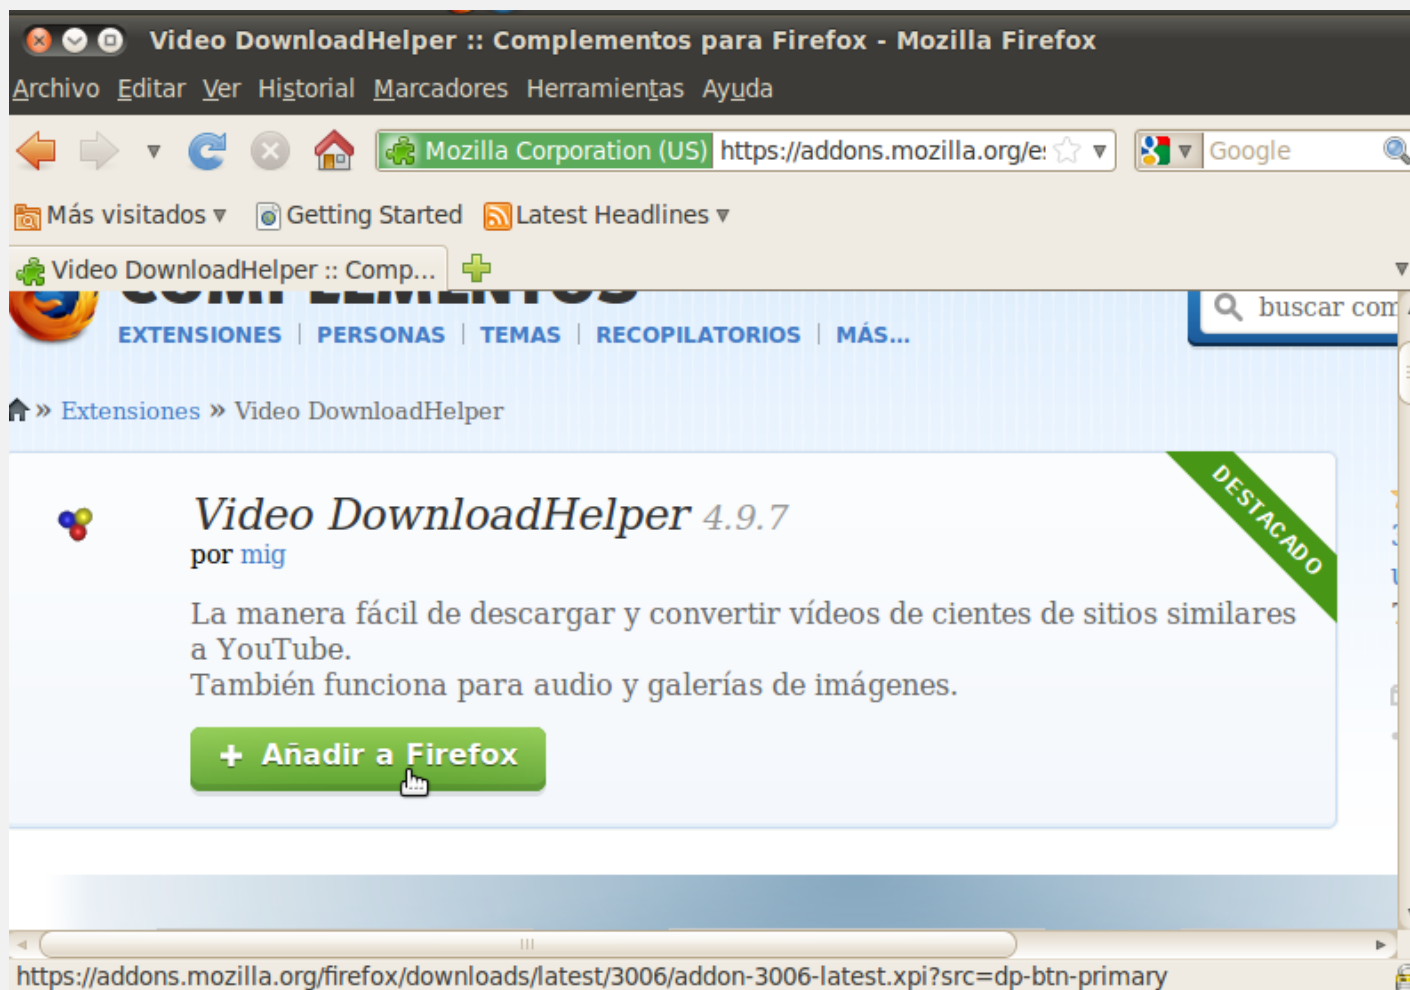 Video DownloadHelper :: Complementos para Firefox - Mozilla Firefox
Archivo Editar Ver Historial Marcadores Herramientas Ayuda
Mozilla Corporation (US) https://addons.mozilla.org/e Google
Más visitados Getting Started Latest Headlines
Video DownloadHelper :: Comp...
COMPLEMENTOS
EXTENSIONES | PERSONAS | TEMAS | RECOPILATORIOS | MÁS...
buscar com
» Extensiones » Video DownloadHelper
DESTACADO
Video DownloadHelper 4.9.7
por mig
La manera fácil de descargar y convertir vídeos de cientes de sitios similares
a YouTube.
También funciona para audio y galerías de imágenes.
+ Añadir a Firefox
https://addons.mozilla.org/firefox/downloads/latest/3006/addon-3006-latest.xpi?src=dp-btn-primary